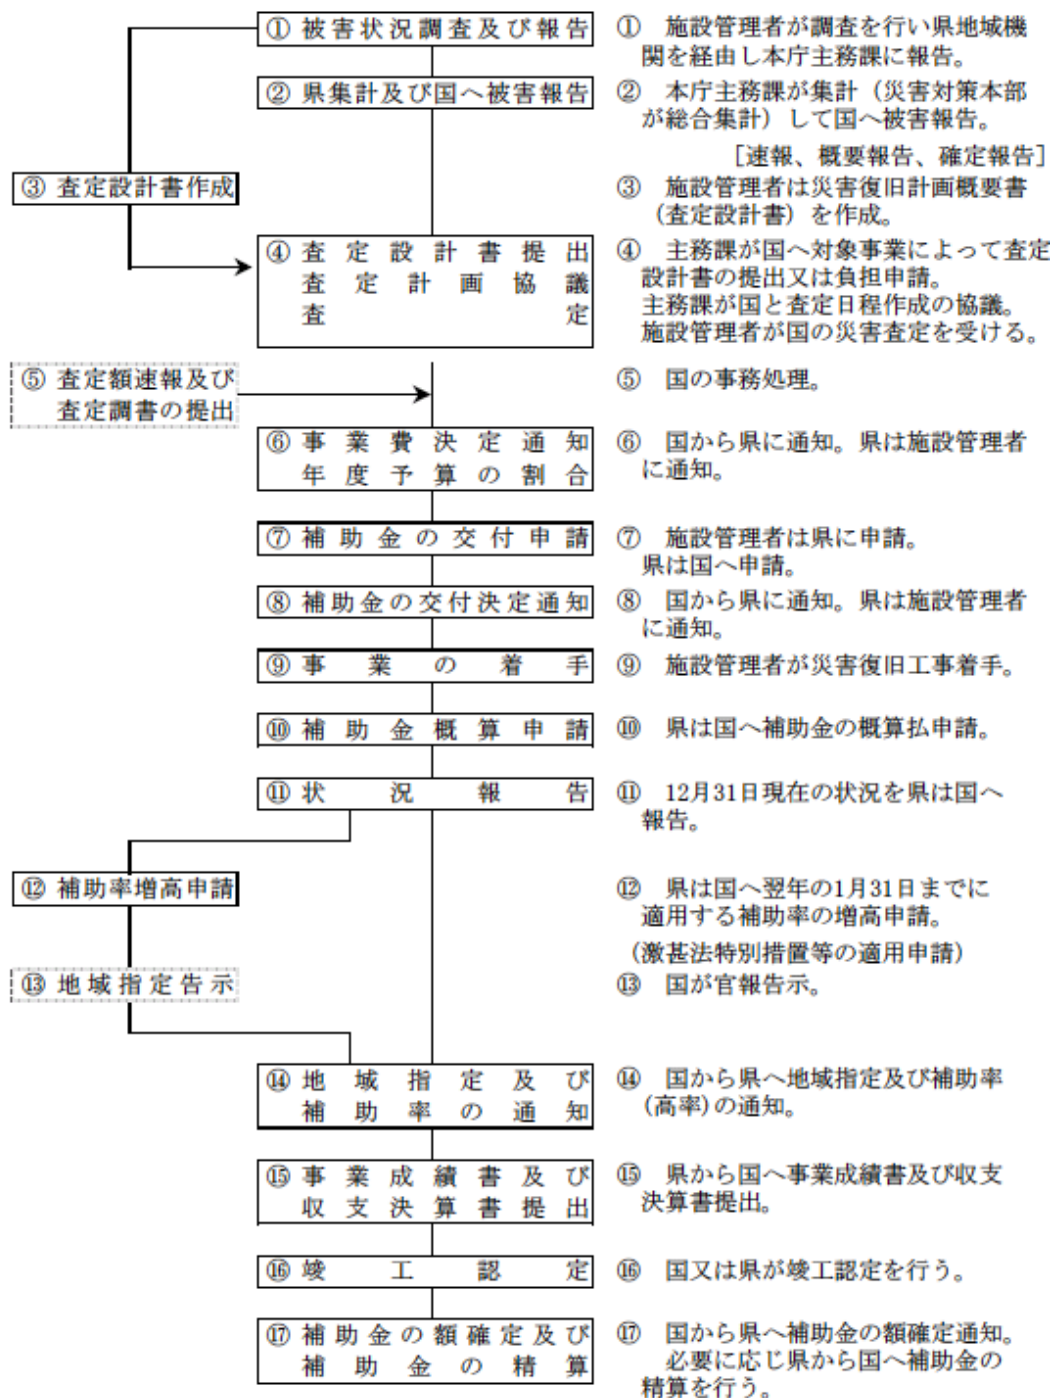 ① 被害状況調査及び報告
① 施設管理者が調査を行い県地域機
関を経由し本庁主務課に報告。
② 県集計及び国へ被害報告
② 本庁主務課が集計（災害対策本部
が総合集計）して国へ被害報告。
［速報、概要報告、確定報告］
③ 査定設計書作成
③ 施設管理者は災害復旧計画概要書
（査定設計書）を作成。
④ 査定設計書提出
査定計画協議
査定
④ 主務課が国へ対象事業によって査定
設計書の提出又は負担申請。
主務課が国と査定日程作成の協議。
施設管理者が国の災害査定を受ける。
⑤ 査定額速報及び
査定調書の提出
⑤ 国の事務処理。
⑥ 事業費決定通知
年度予算の割合
⑥ 国から県に通知。県は施設管理者
に通知。
⑦ 補助金の交付申請
⑦ 施設管理者は県に申請。
県は国へ申請。
⑧ 補助金の交付決定通知
⑧ 国から県に通知。県は施設管理者
に通知。
⑨ 事業の着手
⑨ 施設管理者が災害復旧工事着手。
⑩ 補助金概算申請
⑩ 県は国へ補助金の概算払申請。
⑪ 状況報告
⑪ 12月31日現在の状況を県は国へ
報告。
⑫ 補助率増高申請
⑫ 県は国へ翌年の1月31日までに
適用する補助率の増高申請。
(激甚法特別措置等の適用申請)
⑬ 地域指定告示
⑬ 国が官報告示。
⑭ 地域指定及び
補助率の通知
⑭ 国から県へ地域指定及び補助率
(高率)の通知。
⑮ 事業成績書及び
収支決算書提出
⑮ 県から国へ事業成績書及び収支
決算書提出。
⑯ 竣工認定
⑯ 国又は県が竣工認定を行う。
⑰ 補助金の額確定及び
補助金の精算
⑰ 国から県へ補助金の額確定通知。
必要に応じ県から国へ補助金の
精算を行う。